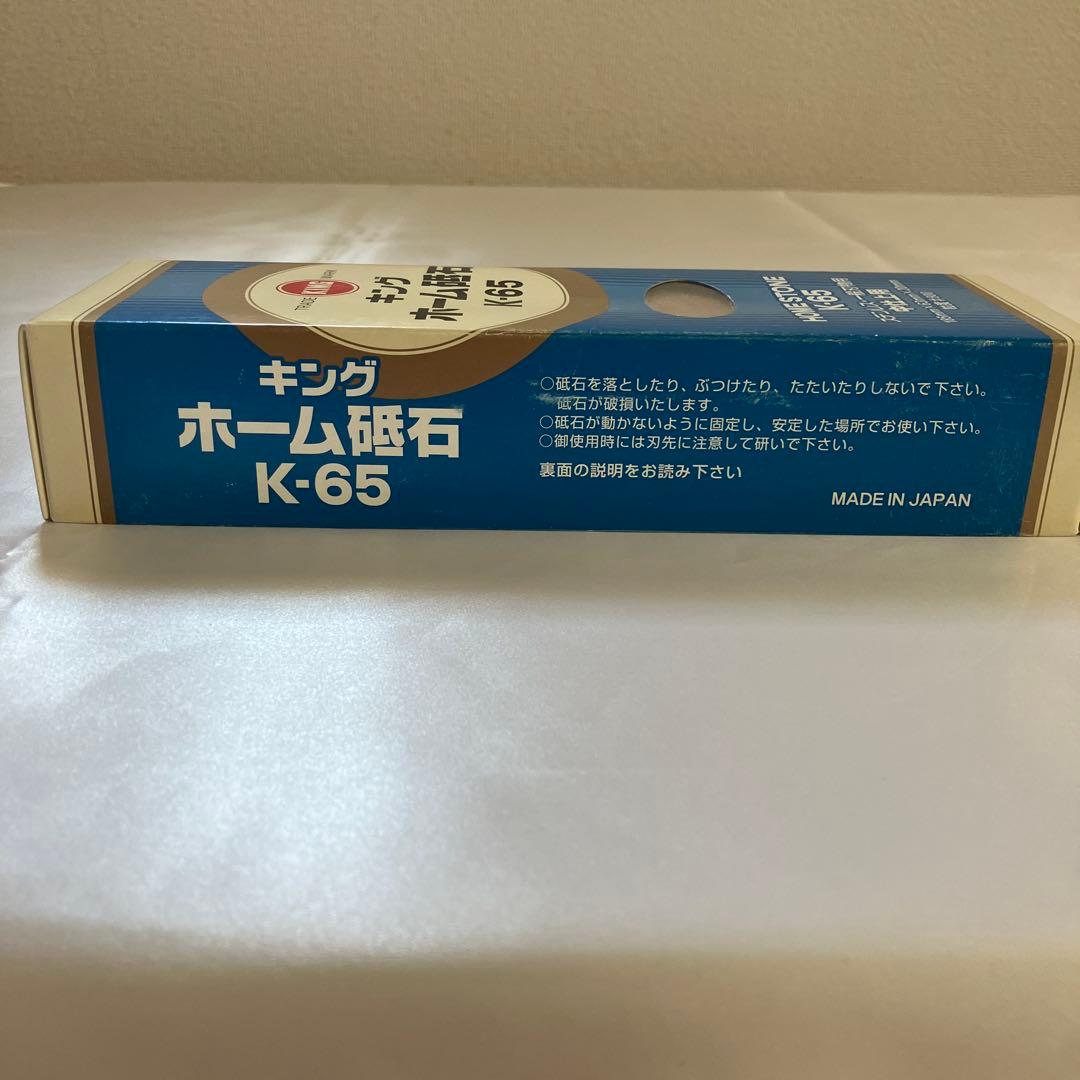 TRADE KING MARK
キング
ホーム砥石
K-65
HOMESTONE
K-65
キング
ホーム砥石
K-65
○砥石を落としたり、ぶつけたり、たたいたりしないで下さい。
砥石が破損いたします。
○砥石が動かないように固定し、安定した場所でお使い下さい。
○御使用時には刃先に注意して研いで下さい。
裏面の説明をお読み下さい
MADE IN JAPAN